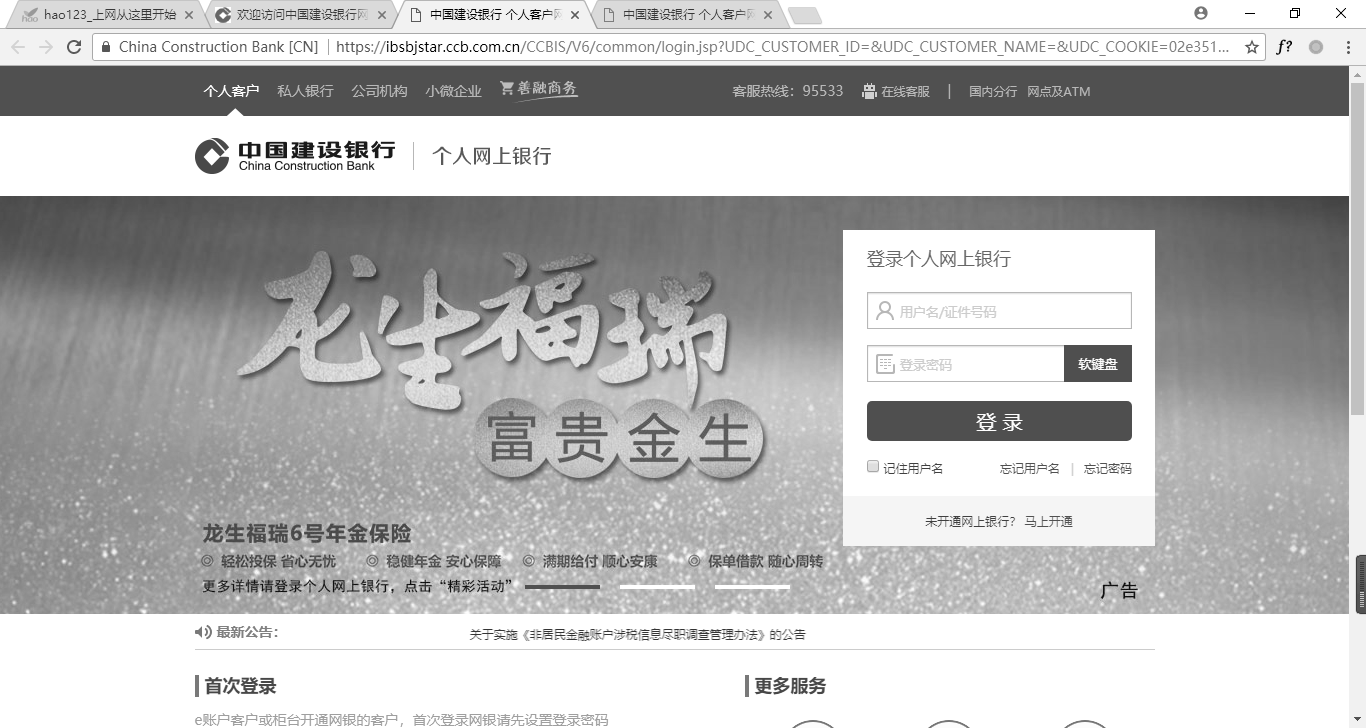 hao123_上网从这里开始
欢迎访问中国建设银行网
中国建设银行 个人客户网
中国建设银行 个人客户网
China Construction Bank [CN]
https://ibsbjstar.ccb.com.cn/CCBIS/V6/common/login.jsp?UDC_CUSTOMER_ID=&UDC_CUSTOMER_NAME=&UDC_COOKIE=02e351...
f?
个人客户 私人银行 公司机构 小微企业 善融商务
客服热线：95533 在线客服 | 国内分行 网点及ATM
中国建设银行
China Construction Bank
个人网上银行
龙生福瑞
富贵金生
龙生福瑞6号年金保险
轻松投保 省心无忧 稳健年金 安心保障 满期给付 顺心安康 保单借款 随心周转
更多详情请登录个人网上银行，点击“精彩活动”
广告
登录个人网上银行
用户名/证件号码
登录密码
软键盘
登 录
记住用户名
忘记用户名 | 忘记密码
未开通网上银行？ 马上开通
最新公告：
关于实施《非居民金融账户涉税信息尽职调查管理办法》的公告
首次登录
e账户客户或柜台开通网银的客户，首次登录网银请先设置登录密码
更多服务